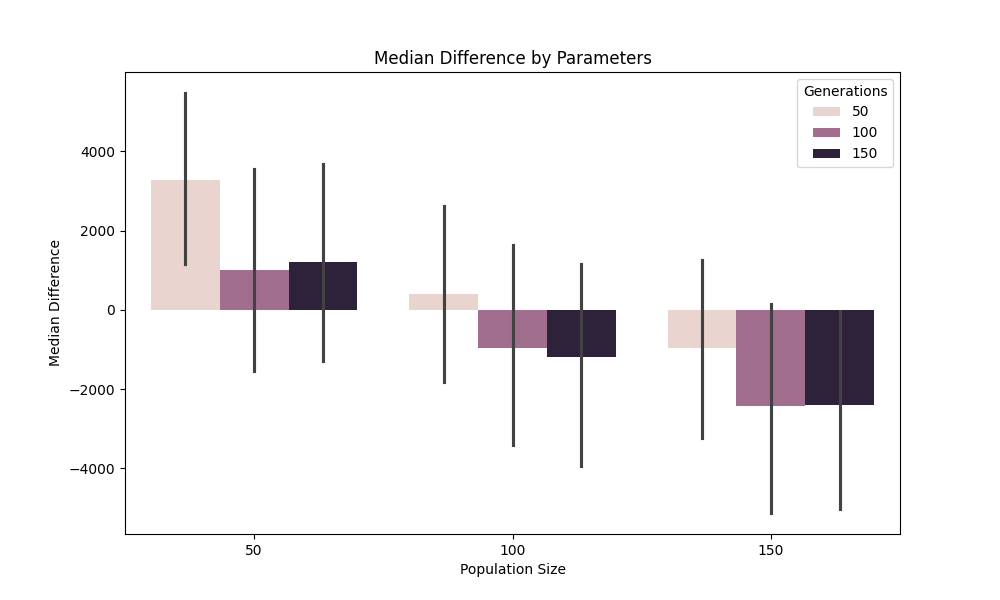 Median Difference by Parameters
Generations
50
100
150
4000
2000
0
−2000
−4000
Median Difference
50
100
150
Population Size